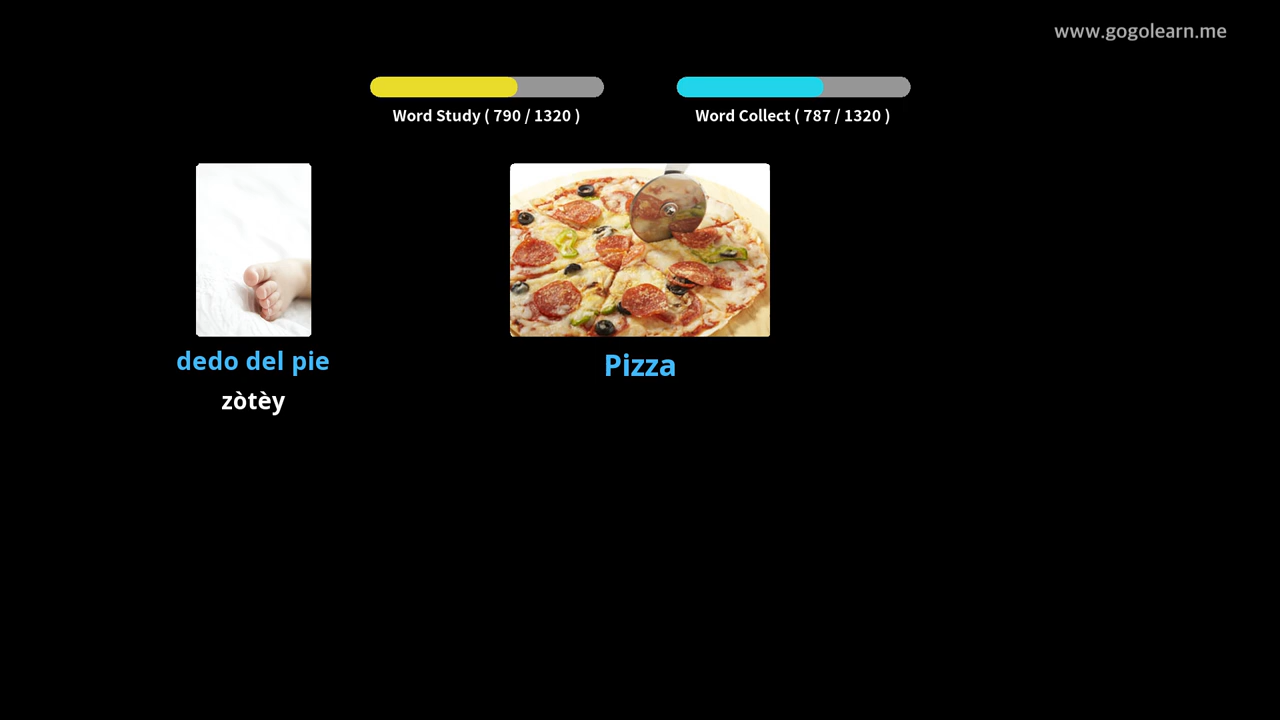 www.gogolearn.me
Word Study ( 790 / 1320 )
Word Collect ( 787 / 1320 )
dedo del pie
zòtèy
Pizza